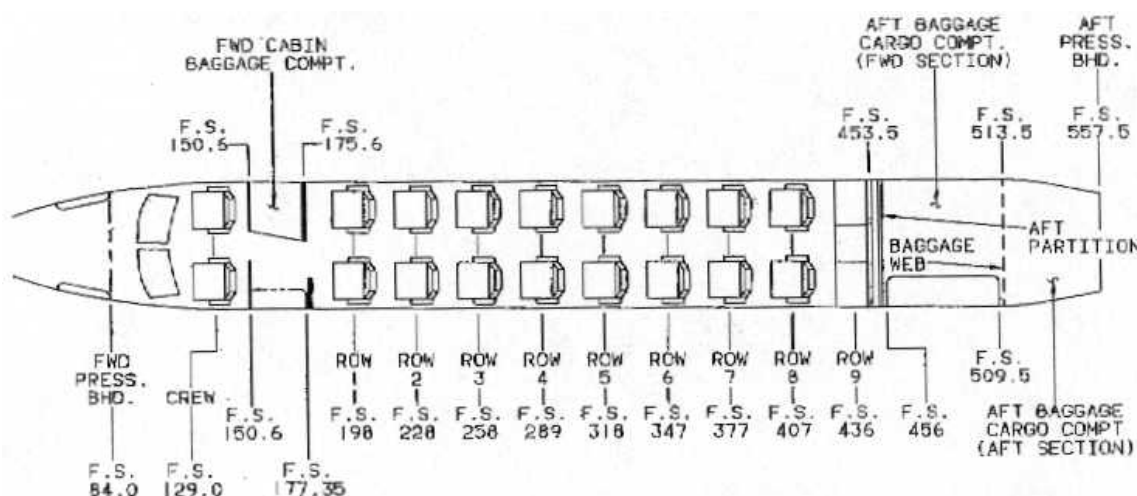 FWD CABIN
BAGGAGE COMPT.
AFT BAGGAGE
CARGO COMPT.
(FWD SECTION)
AFT
PRESS.
BHD.
F.S.
150.6
F.S.
175.6
F.S.
453.5
F.S.
513.5
F.S.
557.5
BAGGAGE
WEB
AFT
PARTITION
FWD
PRESS.
BHD.
CREW
ROW
1
ROW
2
ROW
3
ROW
4
ROW
5
ROW
6
ROW
7
ROW
8
ROW
9
F.S.
509.5
F.S.
150.6
F.S.
198
F.S.
228
F.S.
258
F.S.
289
F.S.
318
F.S.
347
F.S.
377
F.S.
407
F.S.
436
F.S.
456
AFT BAGGAGE
CARGO COMPT
(AFT SECTION)
F.S.
84.0
F.S.
129.0
F.S.
177.35